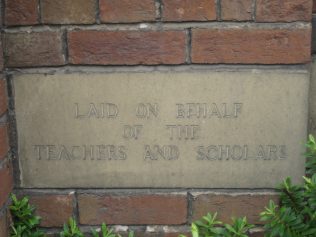 LAID ON BEHALF
OF THE
TEACHERS AND SCHOLARS